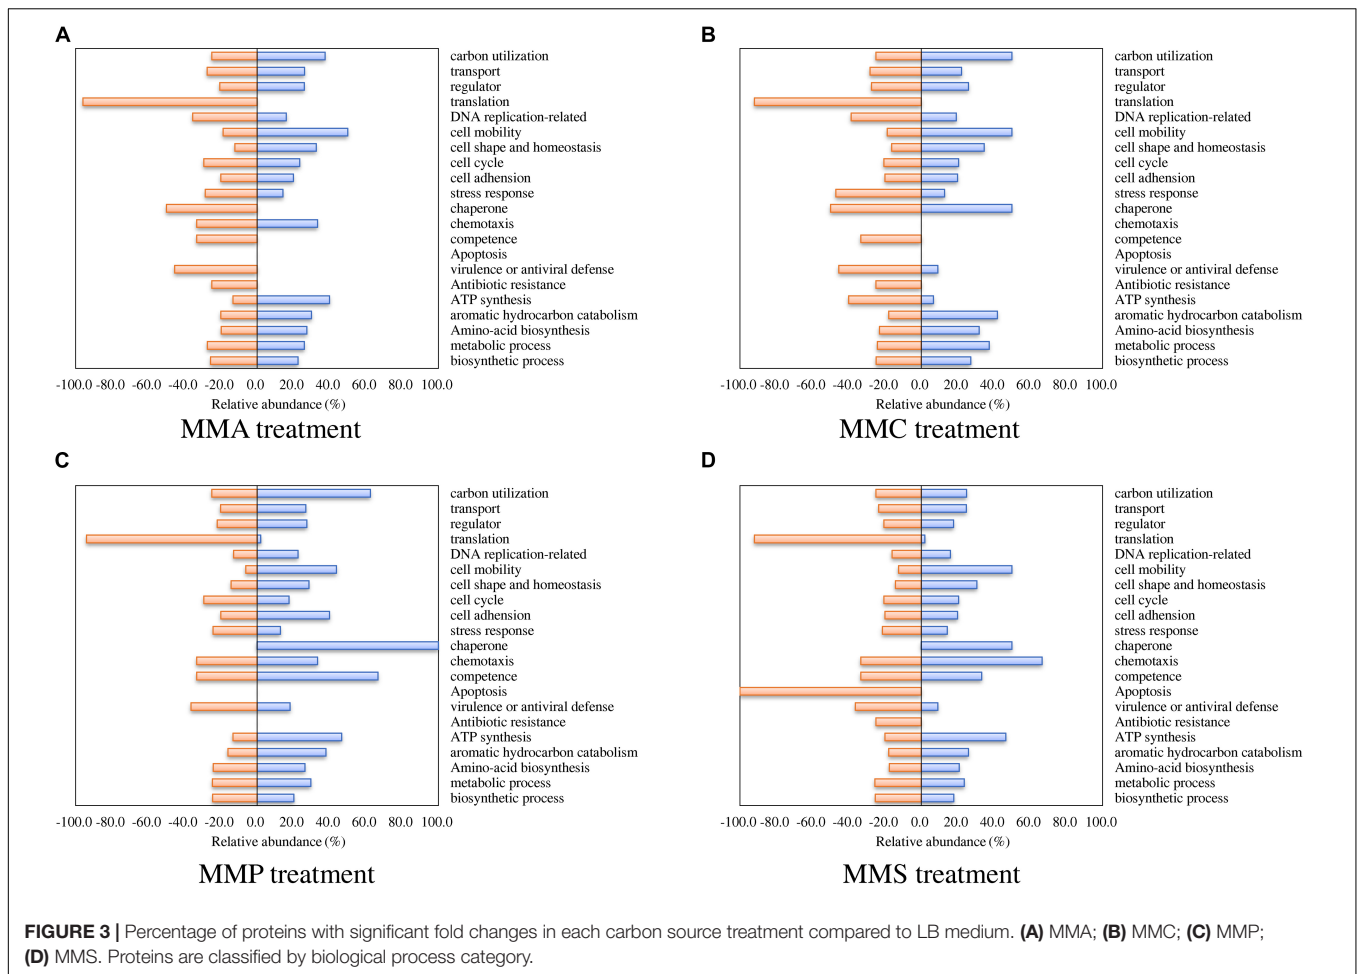 A
carbon utilization
transport
regulator
translation
DNA replication-related
cell mobility
cell shape and homeostasis
cell cycle
cell adhension
stress response
chaperone
chemotaxis
competence
Apoptosis
virulence or antiviral defense
Antibiotic resistance
ATP synthesis
aromatic hydrocarbon catabolism
Amino-acid biosynthesis
metabolic process
biosynthetic process
-100.0 -80.0 -60.0 -40.0 -20.0 0.0 20.0 40.0 60.0 80.0 100.0
Relative abundance (%)
MMA treatment
B
carbon utilization
transport
regulator
translation
DNA replication-related
cell mobility
cell shape and homeostasis
cell cycle
cell adhension
stress response
chaperone
chemotaxis
competence
Apoptosis
virulence or antiviral defense
Antibiotic resistance
ATP synthesis
aromatic hydrocarbon catabolism
Amino-acid biosynthesis
metabolic process
biosynthetic process
-100.0 -80.0 -60.0 -40.0 -20.0 0.0 20.0 40.0 60.0 80.0 100.0
Relative abundance (%)
MMC treatment
C
carbon utilization
transport
regulator
translation
DNA replication-related
cell mobility
cell shape and homeostasis
cell cycle
cell adhension
stress response
chaperone
chemotaxis
competence
Apoptosis
virulence or antiviral defense
Antibiotic resistance
ATP synthesis
aromatic hydrocarbon catabolism
Amino-acid biosynthesis
metabolic process
biosynthetic process
-100.0 -80.0 -60.0 -40.0 -20.0 0.0 20.0 40.0 60.0 80.0 100.0
Relative abundance (%)
MMP treatment
D
carbon utilization
transport
regulator
translation
DNA replication-related
cell mobility
cell shape and homeostasis
cell cycle
cell adhension
stress response
chaperone
chemotaxis
competence
Apoptosis
virulence or antiviral defense
Antibiotic resistance
ATP synthesis
aromatic hydrocarbon catabolism
Amino-acid biosynthesis
metabolic process
biosynthetic process
-100.0 -80.0 -60.0 -40.0 -20.0 0.0 20.0 40.0 60.0 80.0 100.0
Relative abundance (%)
MMS treatment
FIGURE 3 | Percentage of proteins with significant fold changes in each carbon source treatment compared to LB medium. (A) MMA; (B) MMC; (C) MMP;
(D) MMS. Proteins are classified by biological process category.